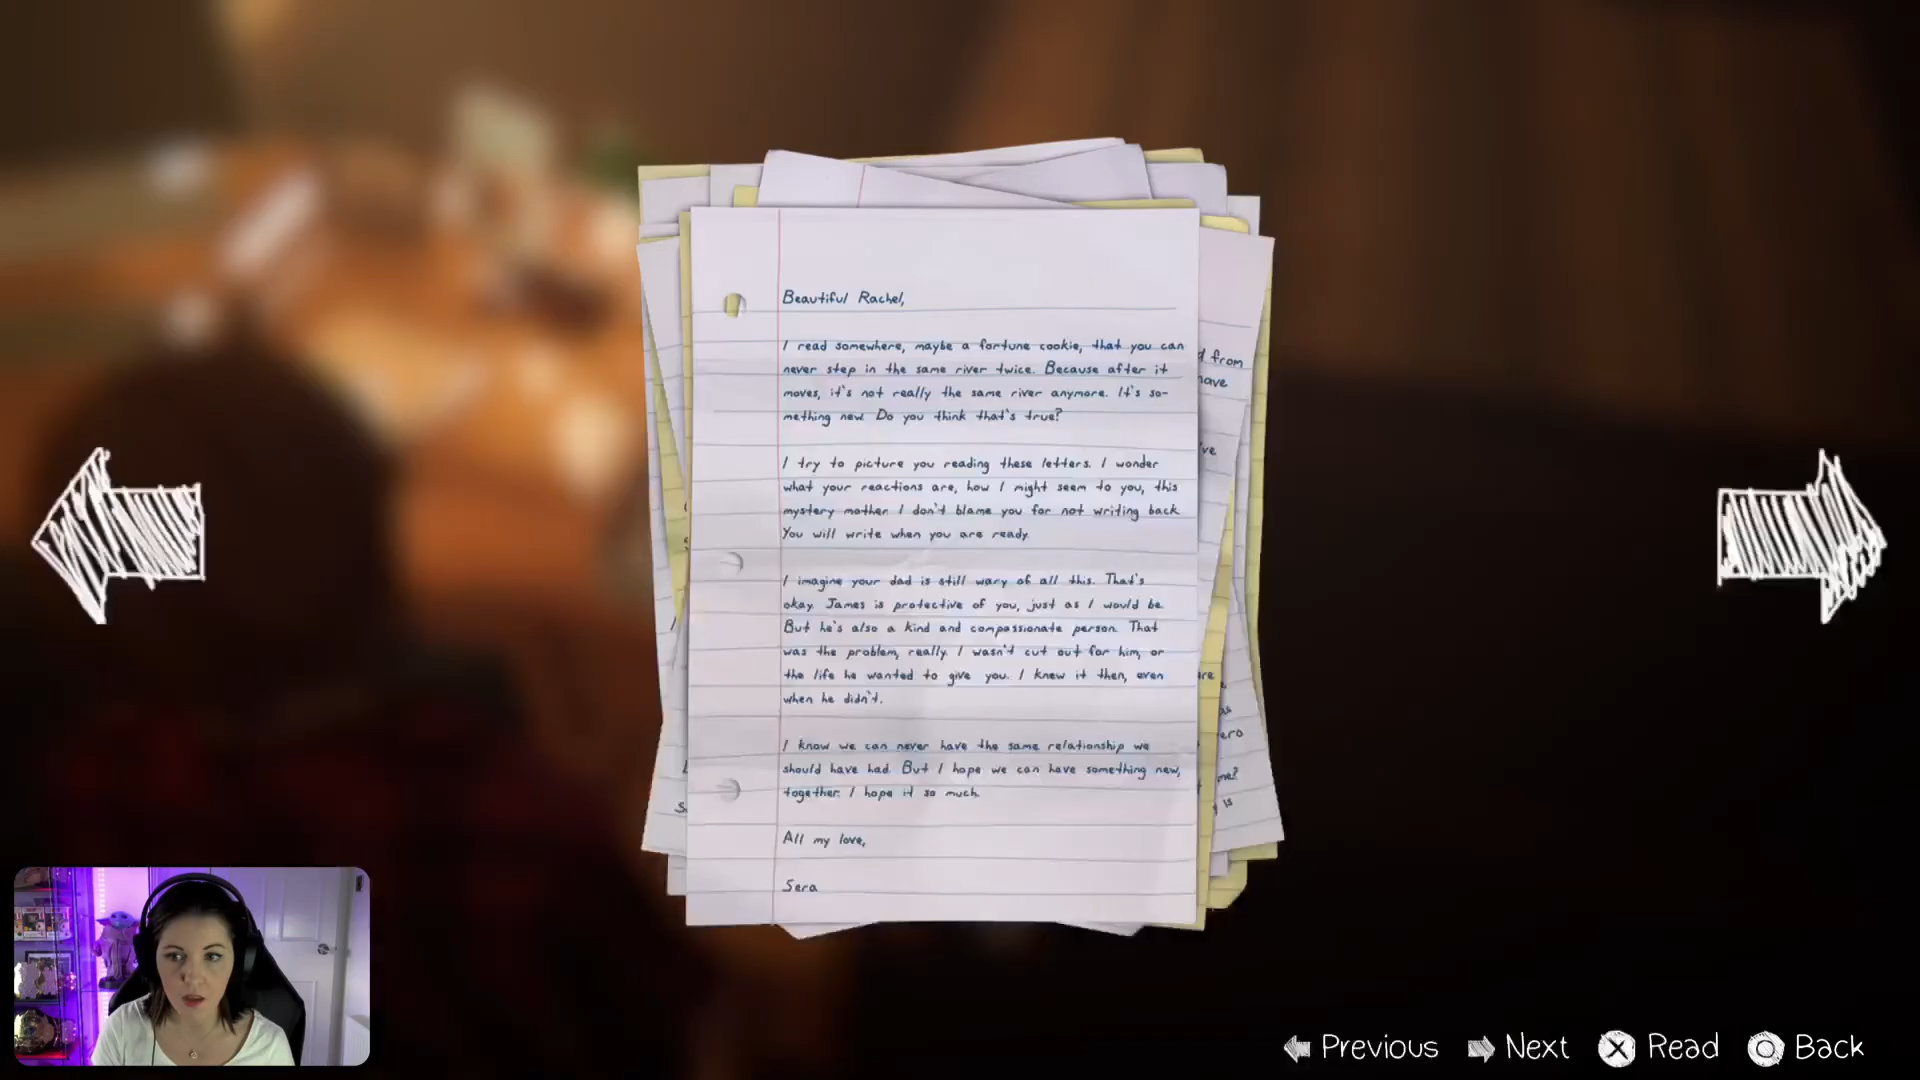 Beautiful Rachel,
I read somewhere, maybe a fortune cookie, that you can
never step in the same river twice. Because after it
moves, it's not really the same river anymore. It's so-
mething new. Do you think that's true?
I try to picture you reading these letters. I wonder
what your reactions are, how I might seem to you, this
mystery mother. I don't blame you for not writing back.
You will write when you are ready.
I imagine your dad is still wary of all this. That's
okay. James is protective of you, just as I would be.
But he's also a kind and compassionate person. That
was the problem, really. I wasn't cut out for him, or
the life he wanted to give you. I knew it then, even
when he didn't.
I know we can never have the same relationship we
should have had. But I hope we can have something new,
together. I hope it so much.
All my love,
Sera
from
have
me?
is
Previous Next Read Back